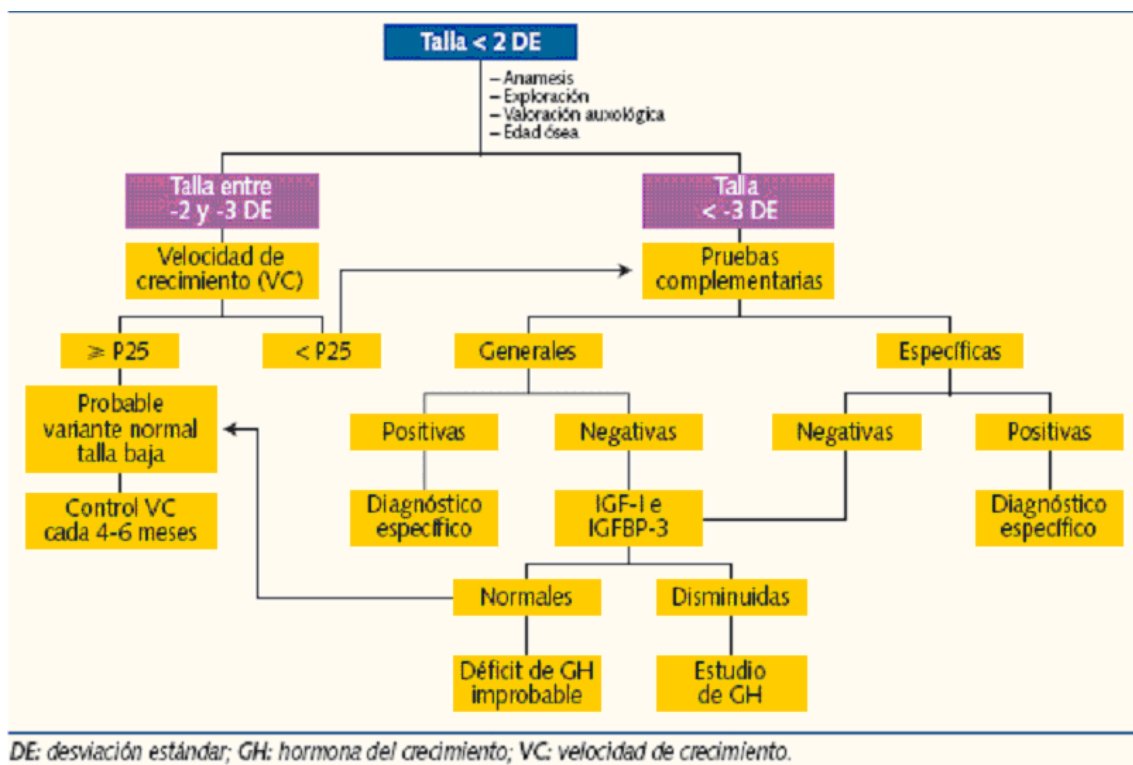 Talla < 2 DE
– Anamesis
– Exploración
– Valoración auxológica
– Edad ósea
Talla entre
-2 y -3 DE
Talla
< -3 DE
Velocidad de
crecimiento (VC)
Pruebas
complementarias
≥ P25
< P25
Generales
Específicas
Probable
variante normal
talla baja
Positivas
Negativas
Negativas
Positivas
Control VC
cada 4-6 meses
Diagnóstico
específico
IGF-I e
IGFBP-3
Diagnóstico
específico
Normales
Disminuidas
Déficit de GH
improbable
Estudio
de GH
DE: desviación estándar; GH: hormona del crecimiento; VC: velocidad de crecimiento.